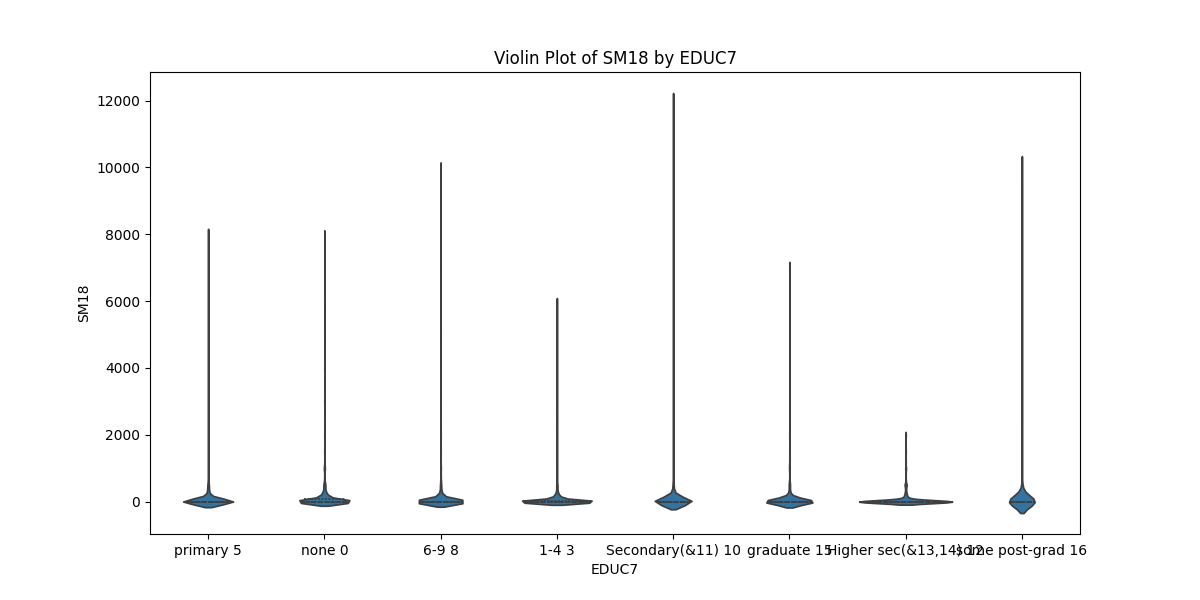 Violin Plot of SM18 by EDUC7
12000
10000
8000
6000
4000
2000
0
SM18
primary 5
none 0
6-9 8
1-4 3
Secondary(&11) 10
graduate 15
Higher sec(&13,14) 12
some post-grad 16
EDUC7